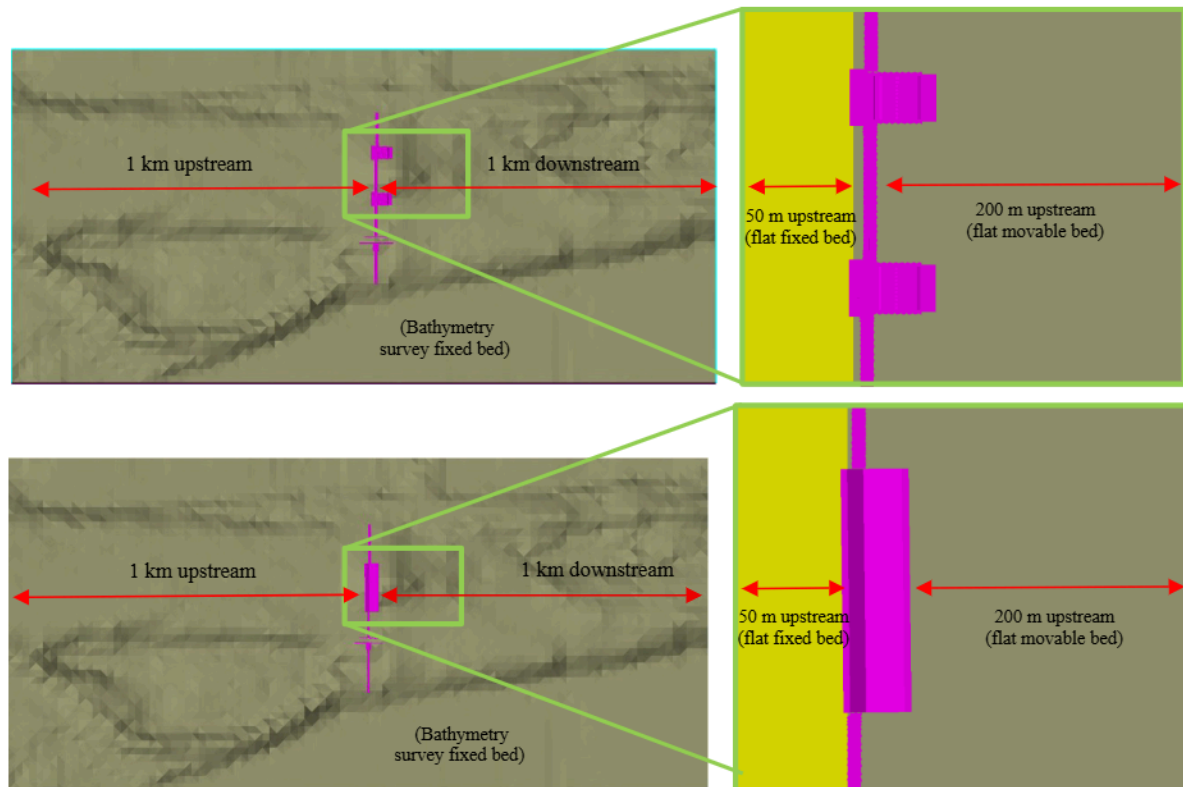 1 km upstream
1 km downstream
(Bathymetry
survey fixed bed)
50 m upstream
(flat fixed bed)
200 m upstream
(flat movable bed)
1 km upstream
1 km downstream
(Bathymetry
survey fixed bed)
50 m upstream
(flat fixed bed)
200 m upstream
(flat movable bed)